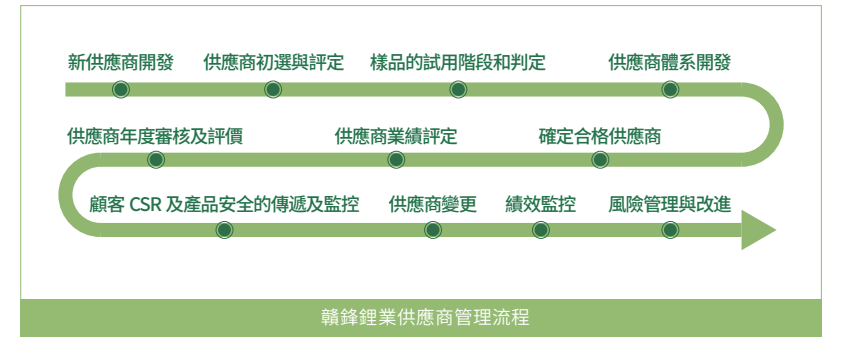 新供應商開發 供應商初選與評定 樣品的試用階段和判定 供應商體系開發
供應商年度審核及評價 供應商業績評定 確定合格供應商
顧客 CSR 及產品安全的傳遞及監控 供應商變更 績效監控 風險管理與改進
贛鋒鋰業供應商管理流程